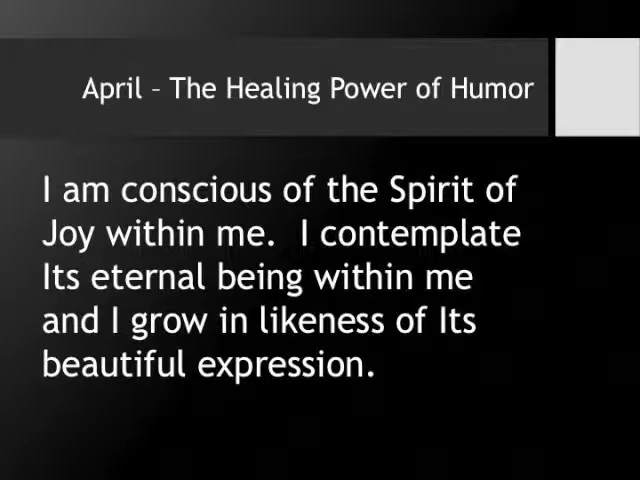 April – The Healing Power of Humor
I am conscious of the Spirit of
Joy within me.  I contemplate
Its eternal being within me
and I grow in likeness of Its
beautiful expression.